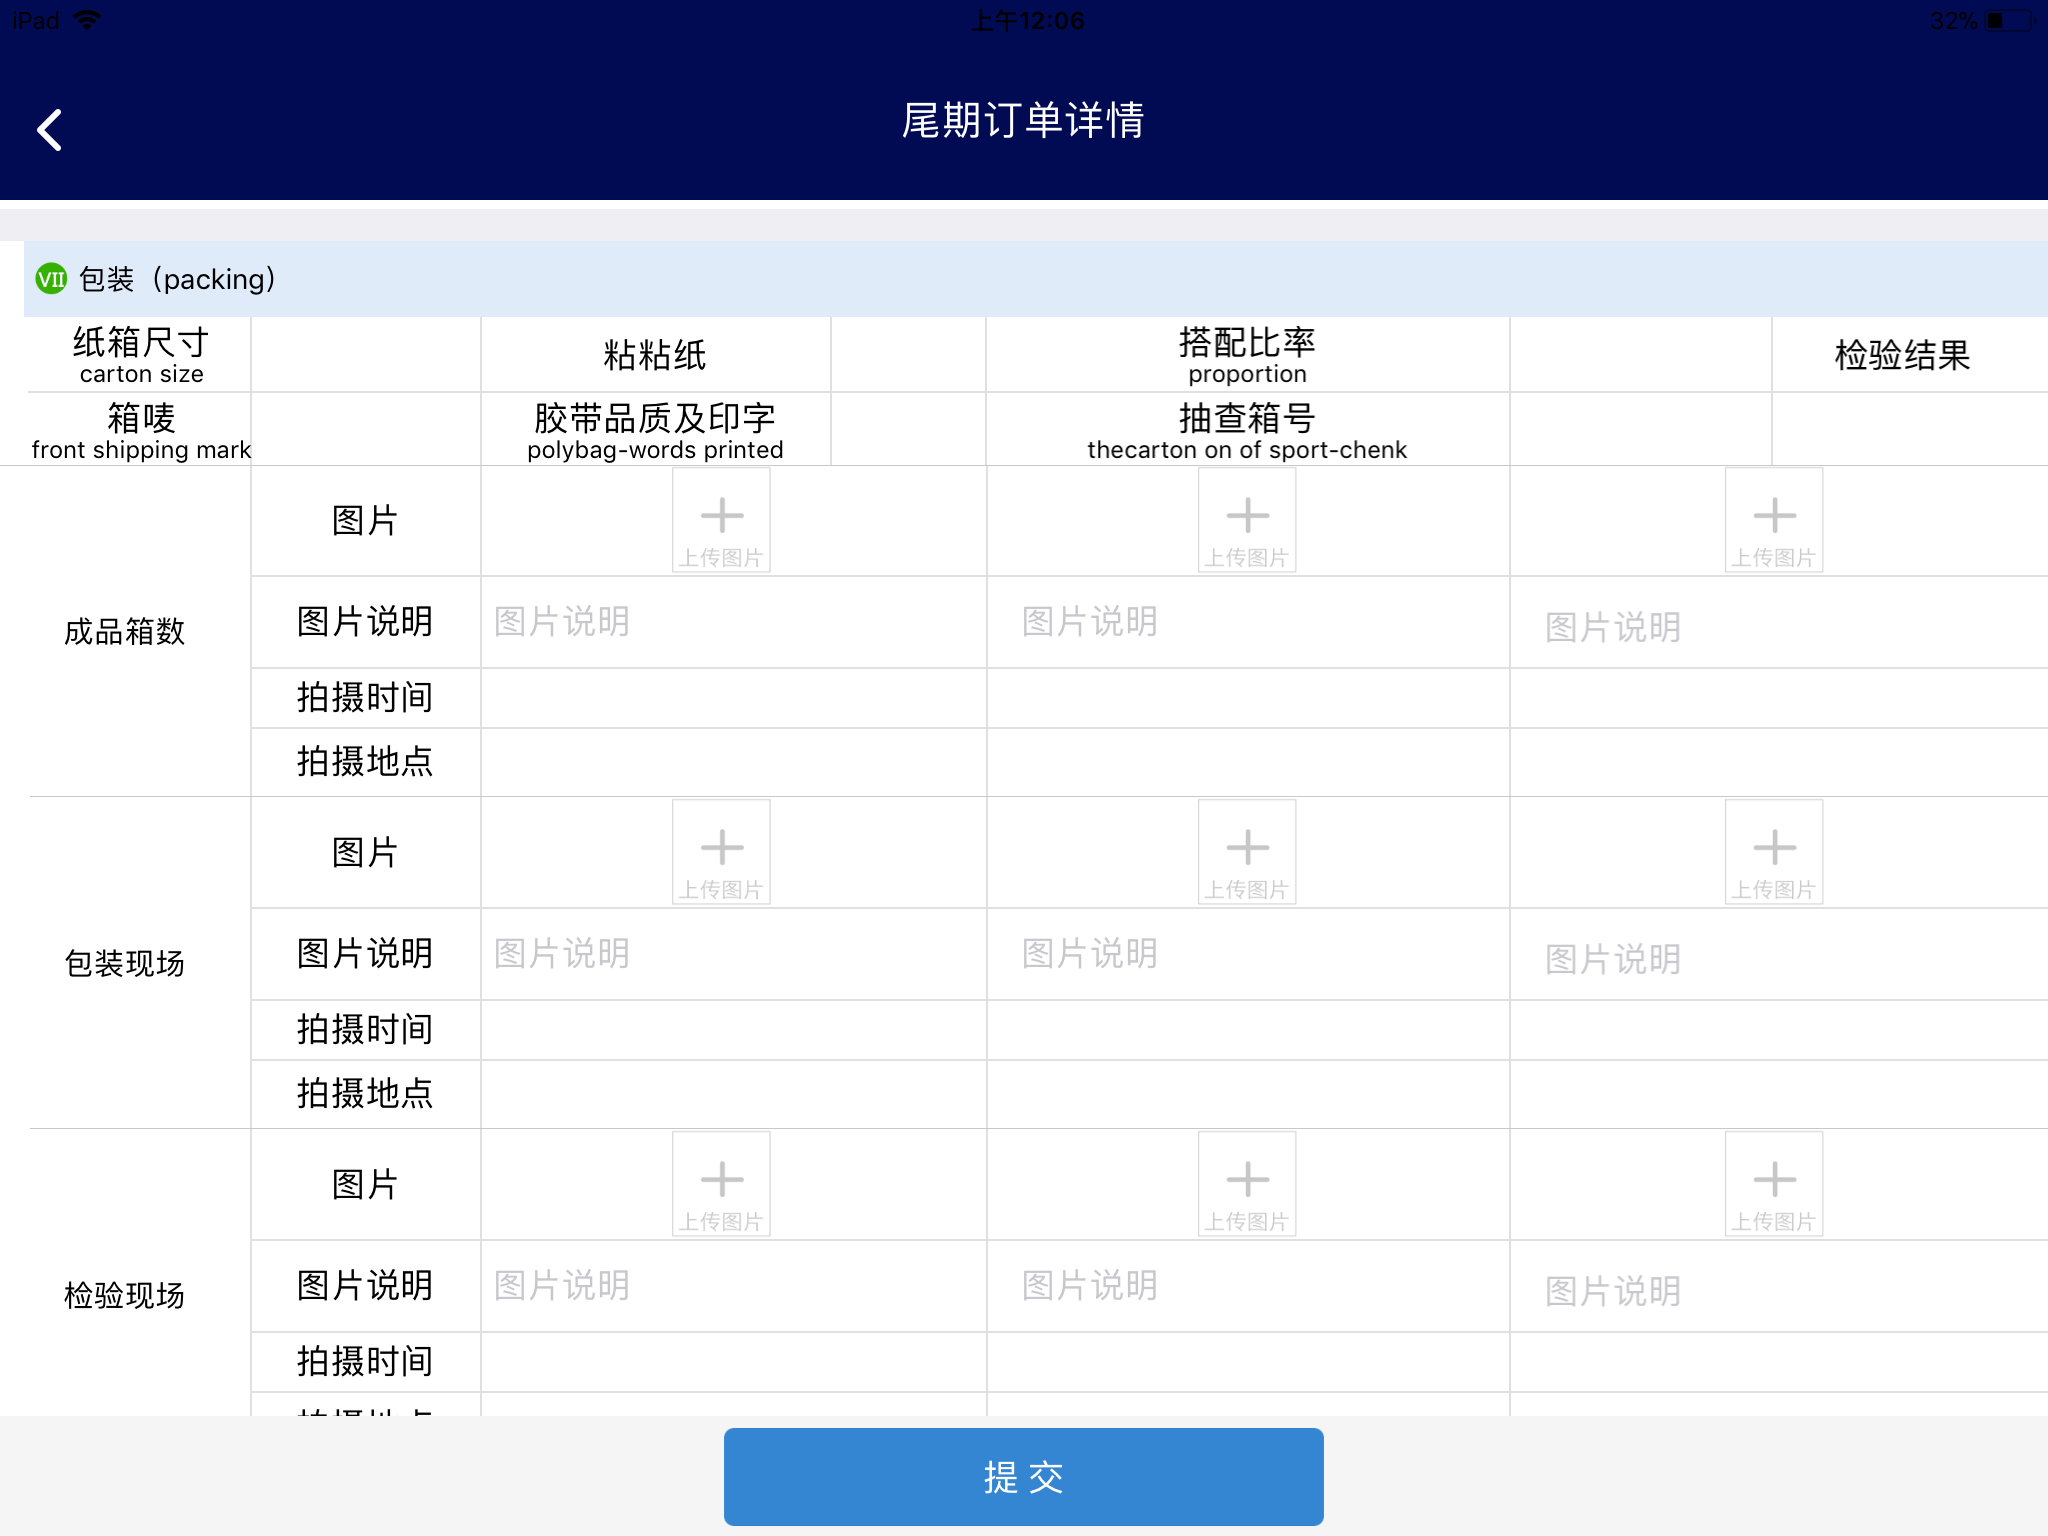 iPad 上午12:06 32%
尾期订单详情
VII 包装（packing）
纸箱尺寸 粘粘纸 搭配比率 检验结果
carton size proportion
箱唛 胶带品质及印字 抽查箱号
front shipping mark polybag-words printed thecarton on of sport-chenk
图片
上传图片 上传图片 上传图片
成品箱数
图片说明 图片说明 图片说明 图片说明
拍摄时间
拍摄地点
图片
上传图片 上传图片 上传图片
包装现场
图片说明 图片说明 图片说明 图片说明
拍摄时间
拍摄地点
图片
上传图片 上传图片 上传图片
检验现场
图片说明 图片说明 图片说明 图片说明
拍摄时间
提交